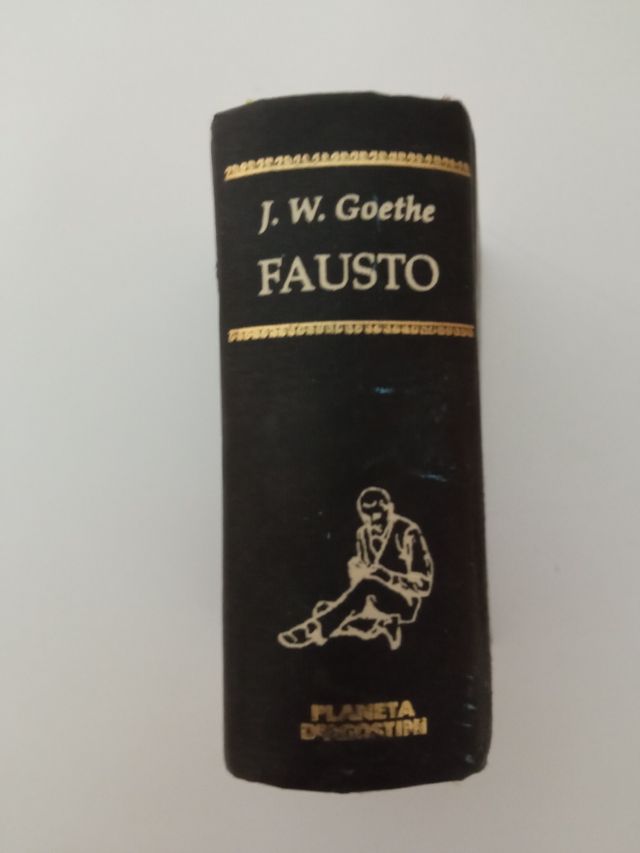 J. W. Goethe
FAUSTO
PLANETA
DEAGOSTINI